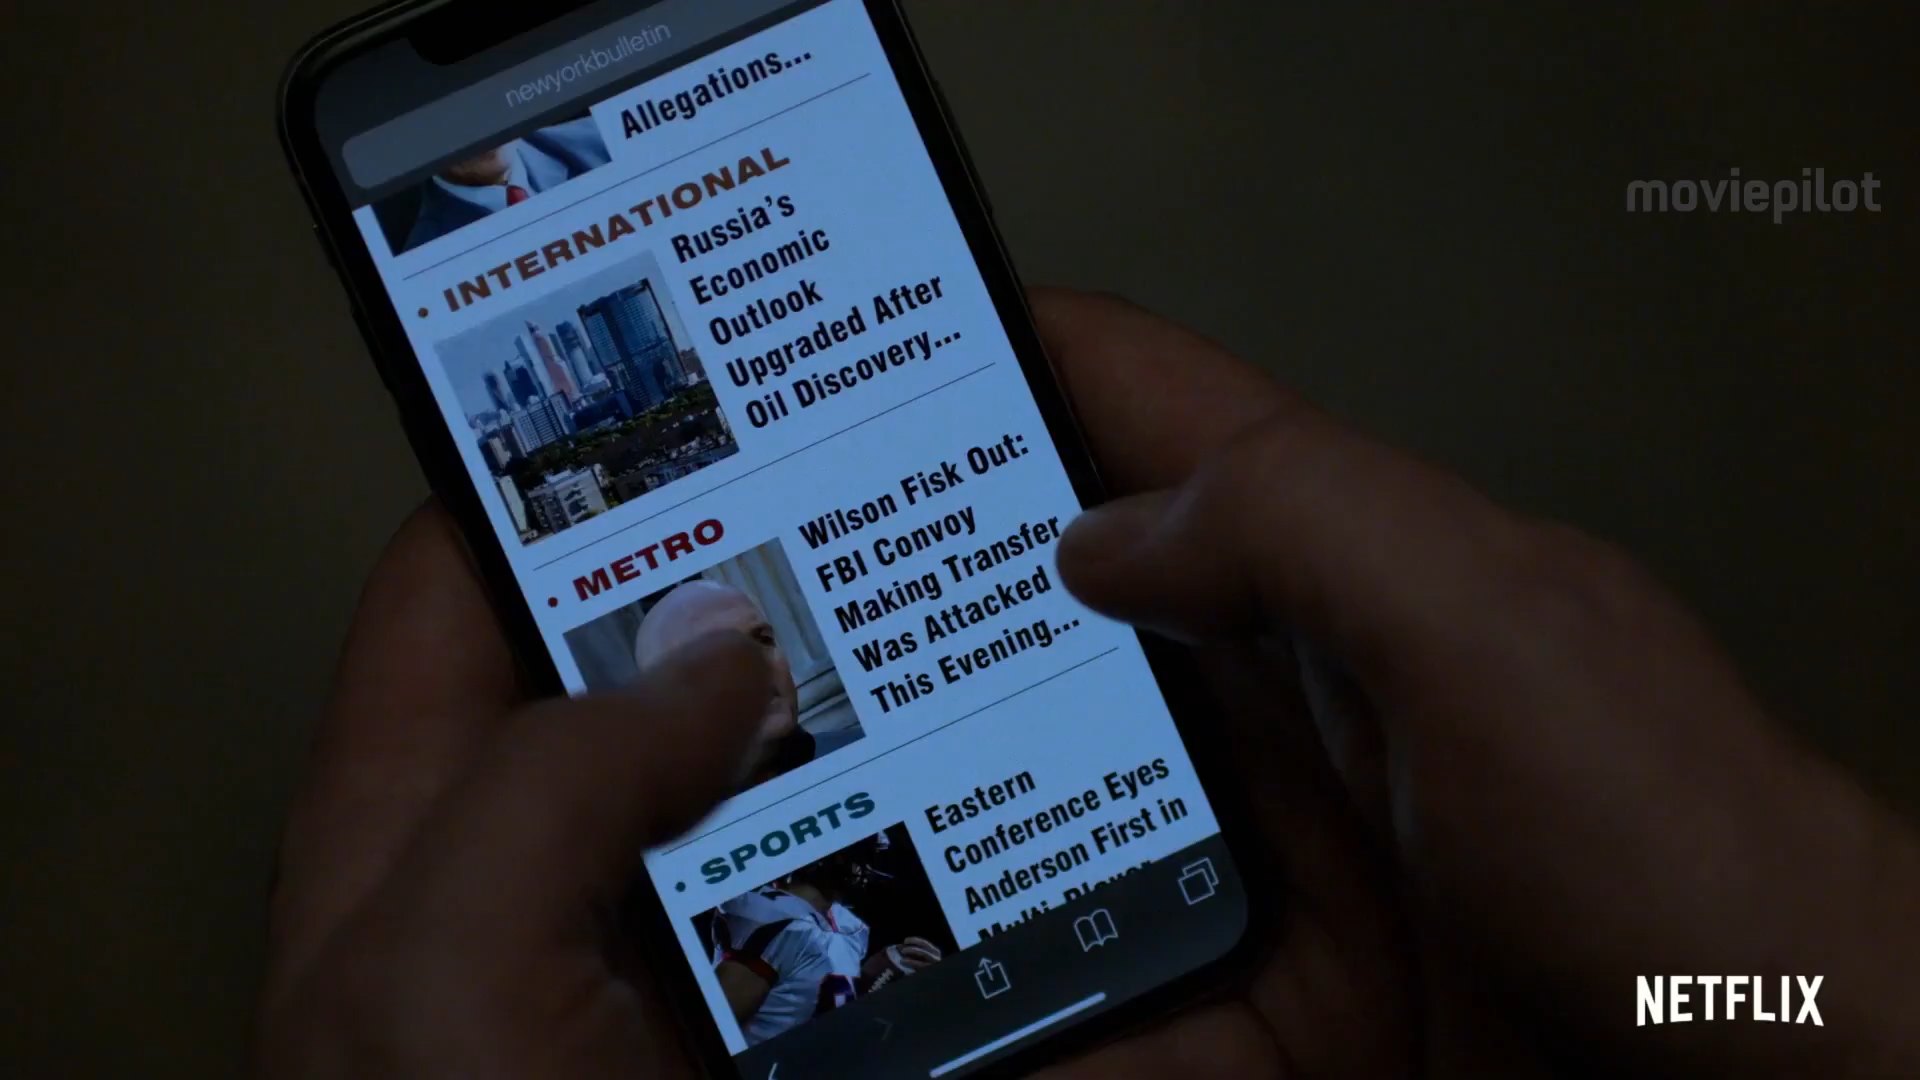 newyorkbulletin
Allegations...
• INTERNATIONAL
Russia's
Economic
Outlook
Upgraded After
Oil Discovery...
• METRO
Wilson Fisk Out:
FBI Convoy
Making Transfer
Was Attacked
This Evening...
• SPORTS
Eastern
Conference Eyes
Anderson First in
moviepilot
NETFLIX